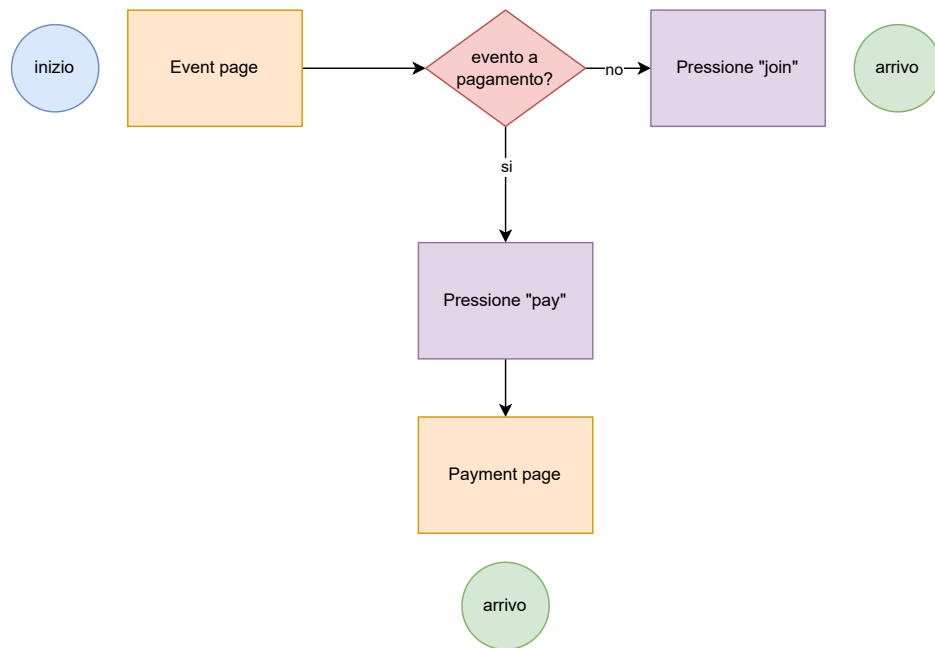 inizio
Event page
evento a
pagamento?
no
Pressione "join"
arrivo
si
Pressione "pay"
Payment page
arrivo